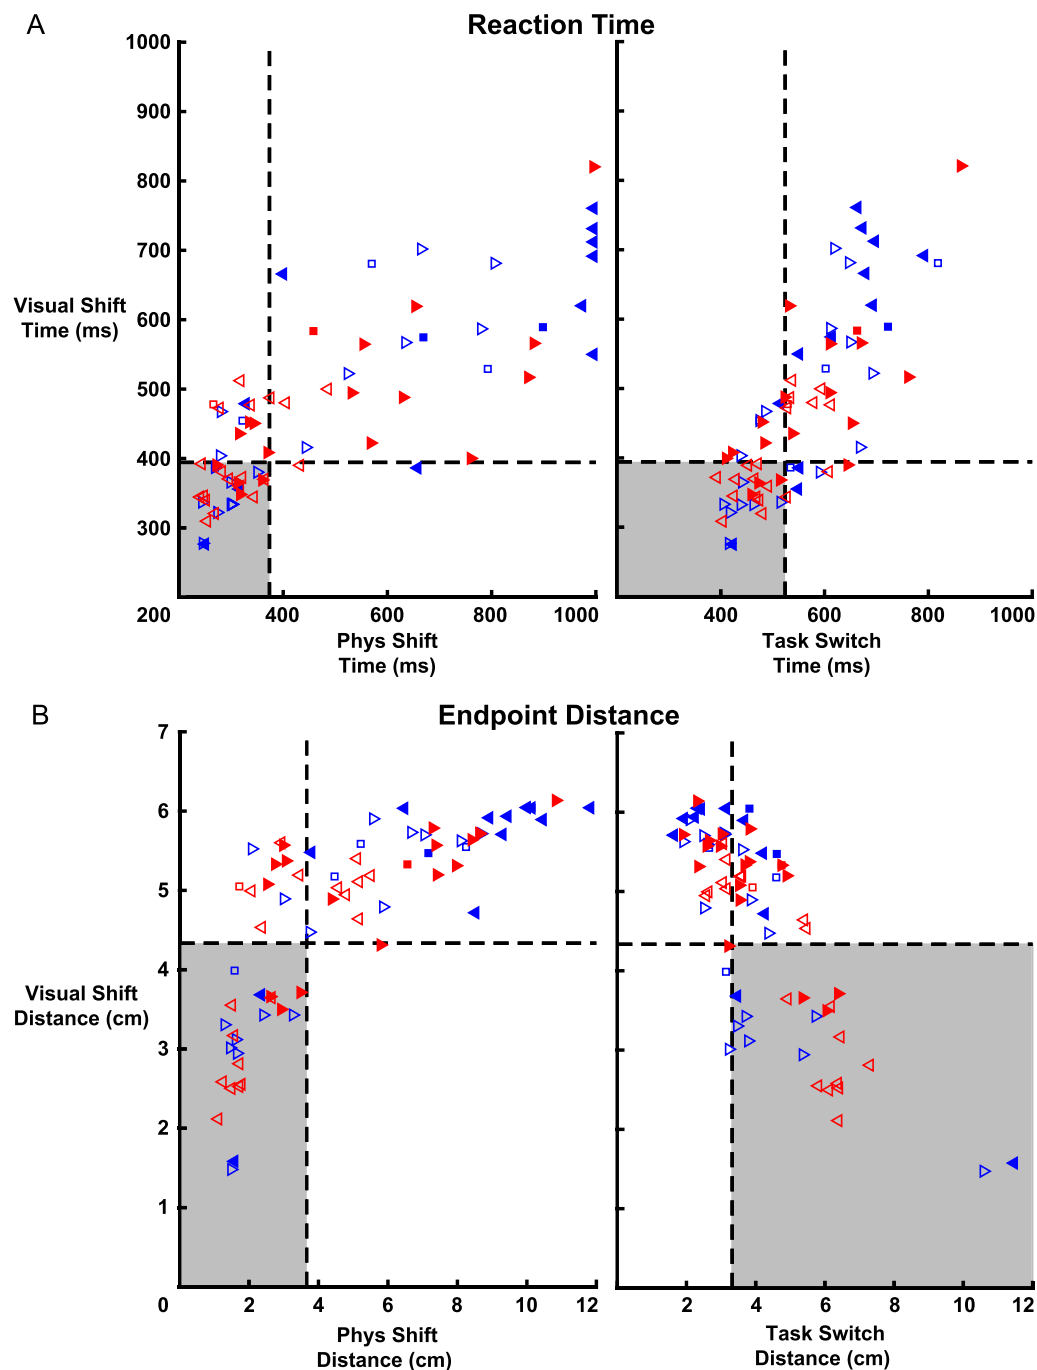 A
Reaction Time
1000
900
800
700
600
500
400
300
200
Visual Shift
Time (ms)
400
600
800
1000
Phys Shift
Time (ms)
400
600
800
1000
Task Switch
Time (ms)
B
Endpoint Distance
7
6
5
4
3
2
1
0
Visual Shift
Distance (cm)
2
4
6
8
10
12
Phys Shift
Distance (cm)
2
4
6
8
10
12
Task Switch
Distance (cm)